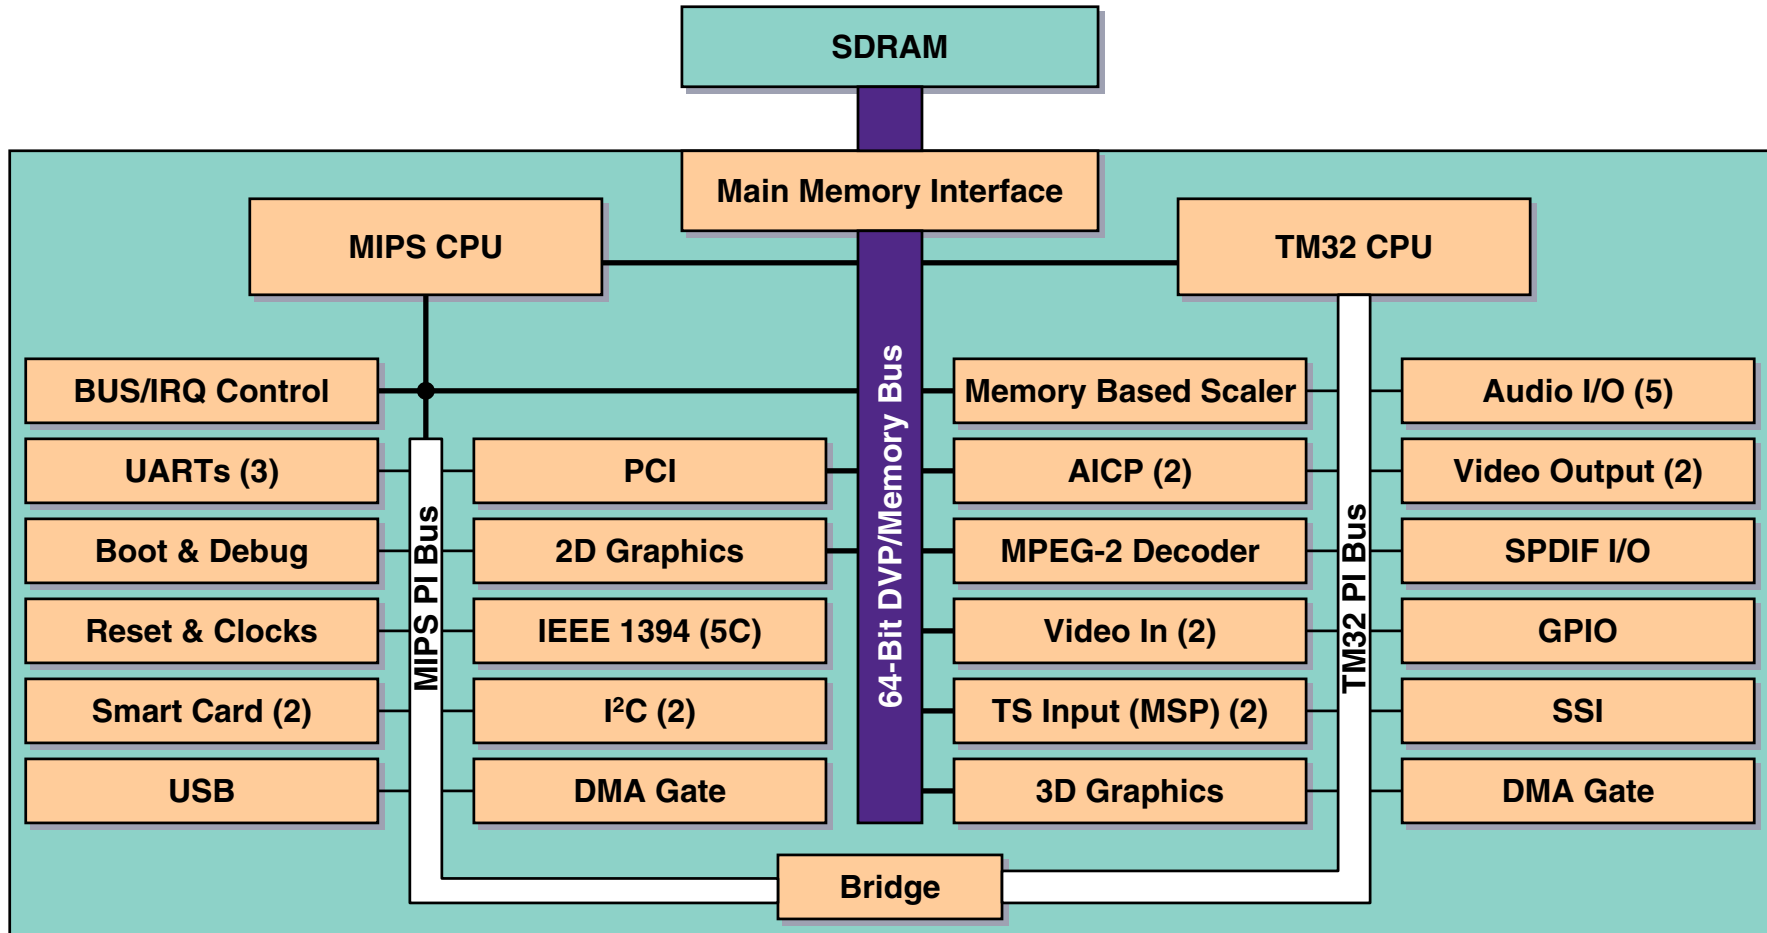 SDRAM
Main Memory Interface
MIPS CPU
TM32 CPU
BUS/IRQ Control
Memory Based Scaler
Audio I/O (5)
UARTs (3)
PCI
AICP (2)
Video Output (2)
Boot & Debug
2D Graphics
MPEG-2 Decoder
SPDIF I/O
Reset & Clocks
IEEE 1394 (5C)
Video In (2)
GPIO
Smart Card (2)
I²C (2)
TS Input (MSP) (2)
SSI
USB
DMA Gate
3D Graphics
DMA Gate
MIPS PI Bus
64-Bit DVP/Memory Bus
TM32 PI Bus
Bridge